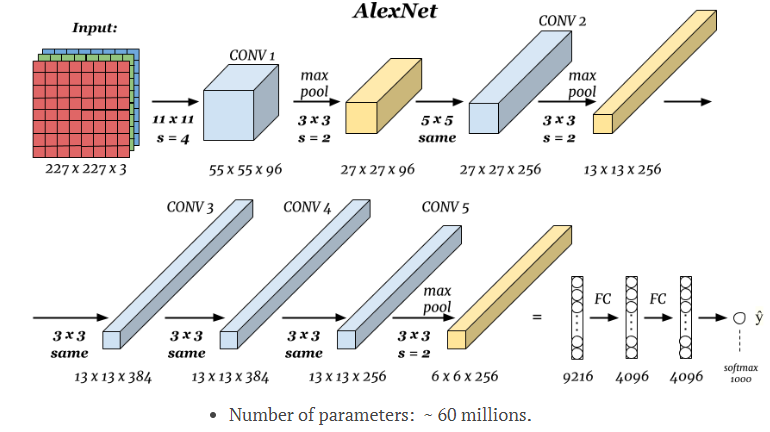 AlexNet
Input:
CONV 1
CONV 2
max
pool
max
pool
11 x 11
s = 4
3 x 3
s = 2
5 x 5
same
3 x 3
s = 2
227 x 227 x 3
55 x 55 x 96
27 x 27 x 96
27 x 27 x 256
13 x 13 x 256
CONV 3
CONV 4
CONV 5
max
pool
FC
FC
=
ŷ
3 x 3
same
3 x 3
same
3 x 3
same
3 x 3
s = 2
13 x 13 x 384
13 x 13 x 384
13 x 13 x 256
6 x 6 x 256
9216
4096
4096
softmax
1000
• Number of parameters: ~ 60 millions.